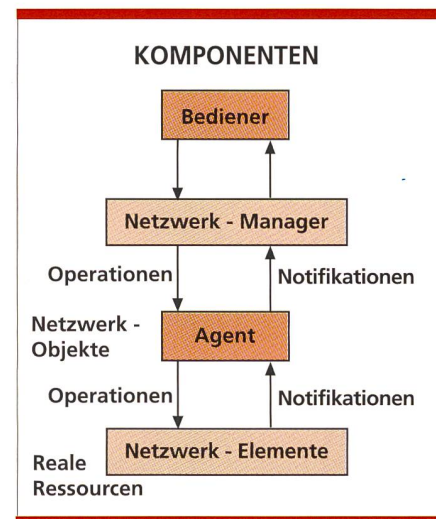 KOMPONENTEN
Bediener
Netzwerk - Manager
Operationen
Notifikationen
Netzwerk -
Objekte
Agent
Operationen
Notifikationen
Netzwerk - Elemente
Reale
Ressourcen